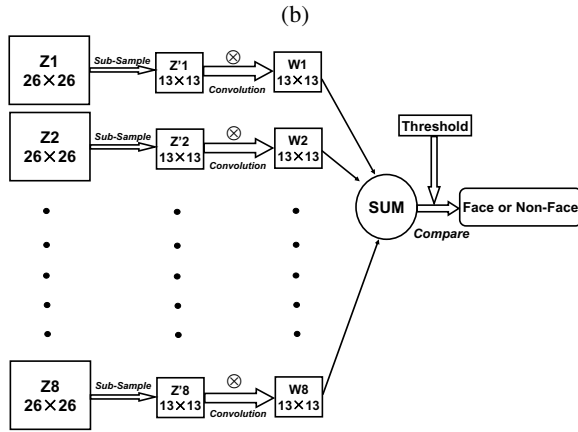 (b)
Z1
26×26
Sub-Sample
Z'1
13×13
⊗
Convolution
W1
13×13
Z2
26×26
Sub-Sample
Z'2
13×13
⊗
Convolution
W2
13×13
Threshold
SUM
Compare
Face or Non-Face
Z8
26×26
Sub-Sample
Z'8
13×13
⊗
Convolution
W8
13×13